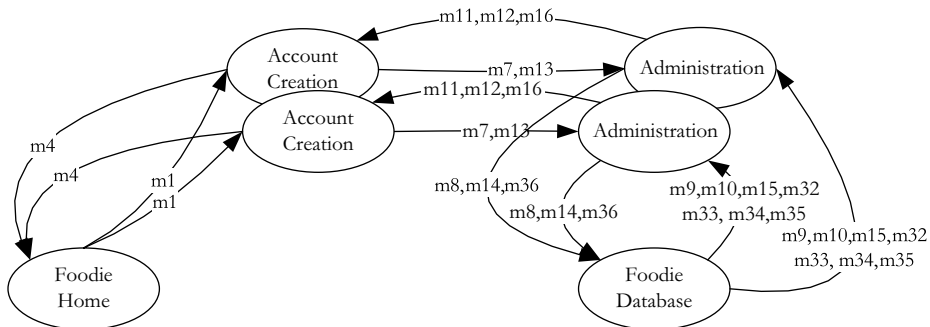 m11,m12,m16
Account
Creation
m7,m13
Administration
m11,m12,m16
Account
Creation
m7,m13
Administration
m4
m4
m1
m1
m8,m14,m36
m8,m14,m36
m9,m10,m15,m32
m33, m34,m35
m9,m10,m15,m32
m33, m34,m35
Foodie
Home
Foodie
Database